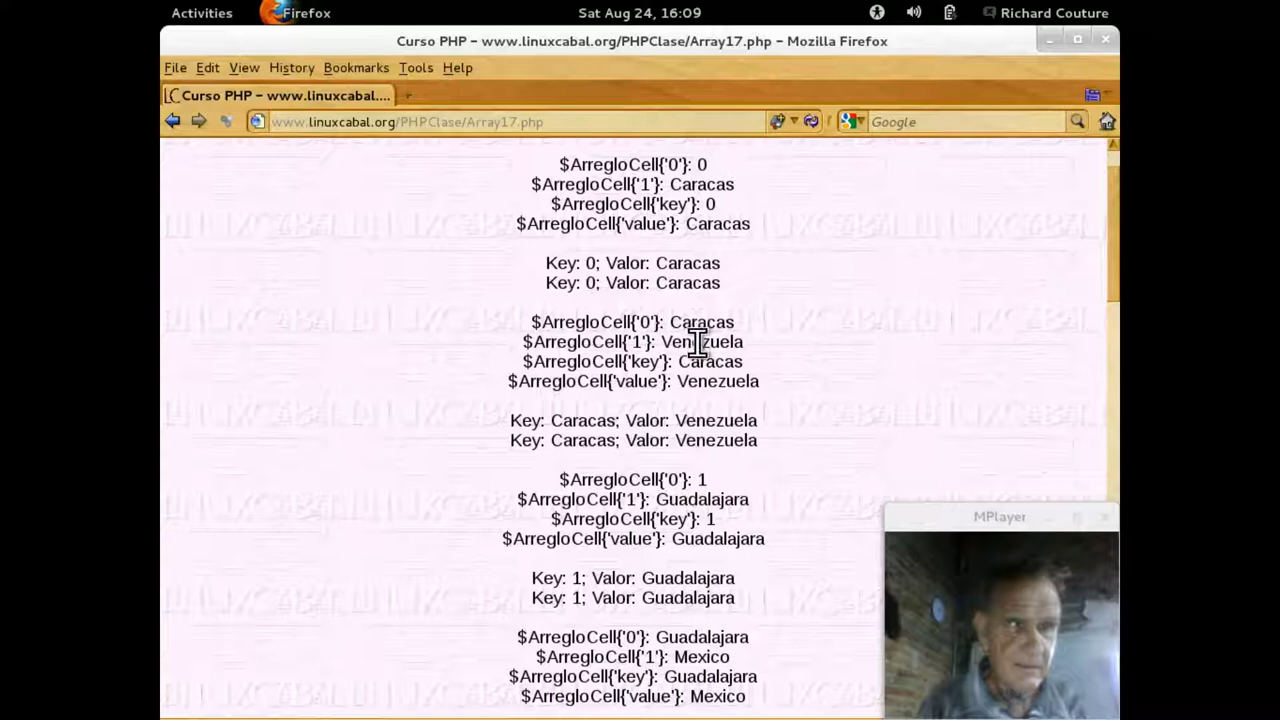 Activities Firefox Sat Aug 24, 16:09 Richard Couture
Curso PHP - www.linuxcabal.org/PHPClase/Array17.php - Mozilla Firefox
File Edit View History Bookmarks Tools Help
Curso PHP - www.linuxcabal.org....
www.linuxcabal.org/PHPClase/Array17.php Google
$ArregloCell{'0'}: 0
$ArregloCell{'1'}: Caracas
$ArregloCell{'key'}: 0
$ArregloCell{'value'}: Caracas
Key: 0; Valor: Caracas
Key: 0; Valor: Caracas
$ArregloCell{'0'}: Caracas
$ArregloCell{'1'}: Venezuela
$ArregloCell{'key'}: Caracas
$ArregloCell{'value'}: Venezuela
Key: Caracas; Valor: Venezuela
Key: Caracas; Valor: Venezuela
$ArregloCell{'0'}: 1
$ArregloCell{'1'}: Guadalajara
$ArregloCell{'key'}: 1
$ArregloCell{'value'}: Guadalajara
Key: 1; Valor: Guadalajara
Key: 1; Valor: Guadalajara
$ArregloCell{'0'}: Guadalajara
$ArregloCell{'1'}: Mexico
$ArregloCell{'key'}: Guadalajara
$ArregloCell{'value'}: Mexico
MPlayer